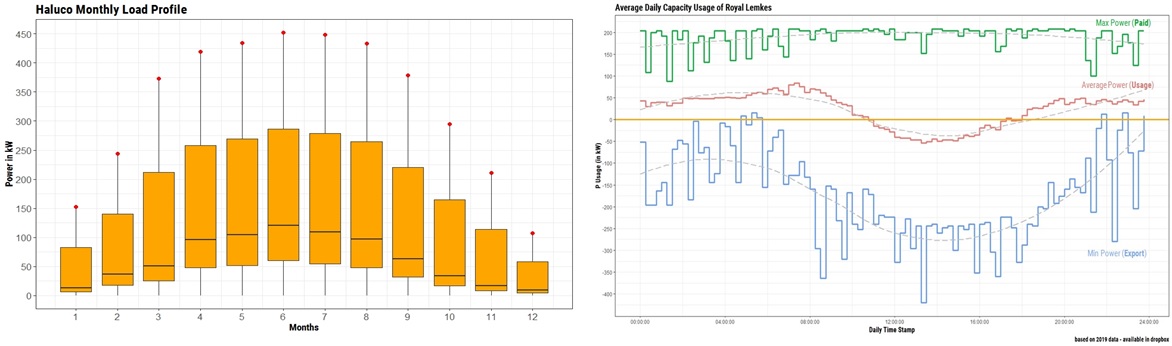 Haluco Monthly Load Profile
Power in kW
450
400
350
300
250
200
150
100
50
0
1 2 3 4 5 6 7 8 9 10 11 12
Months
Average Daily Capacity Usage of Royal Lemkes
P Usage (in kW)
200
150
100
50
0
-50
-100
-150
-200
-250
-300
-350
-400
Max Power (Paid)
Average Power (Usage)
Min Power (Export)
00:00:00 04:00:00 08:00:00 12:00:00 16:00:00 20:00:00 24:00:00
Daily Time Stamp
based on 2019 data - available in dropbox